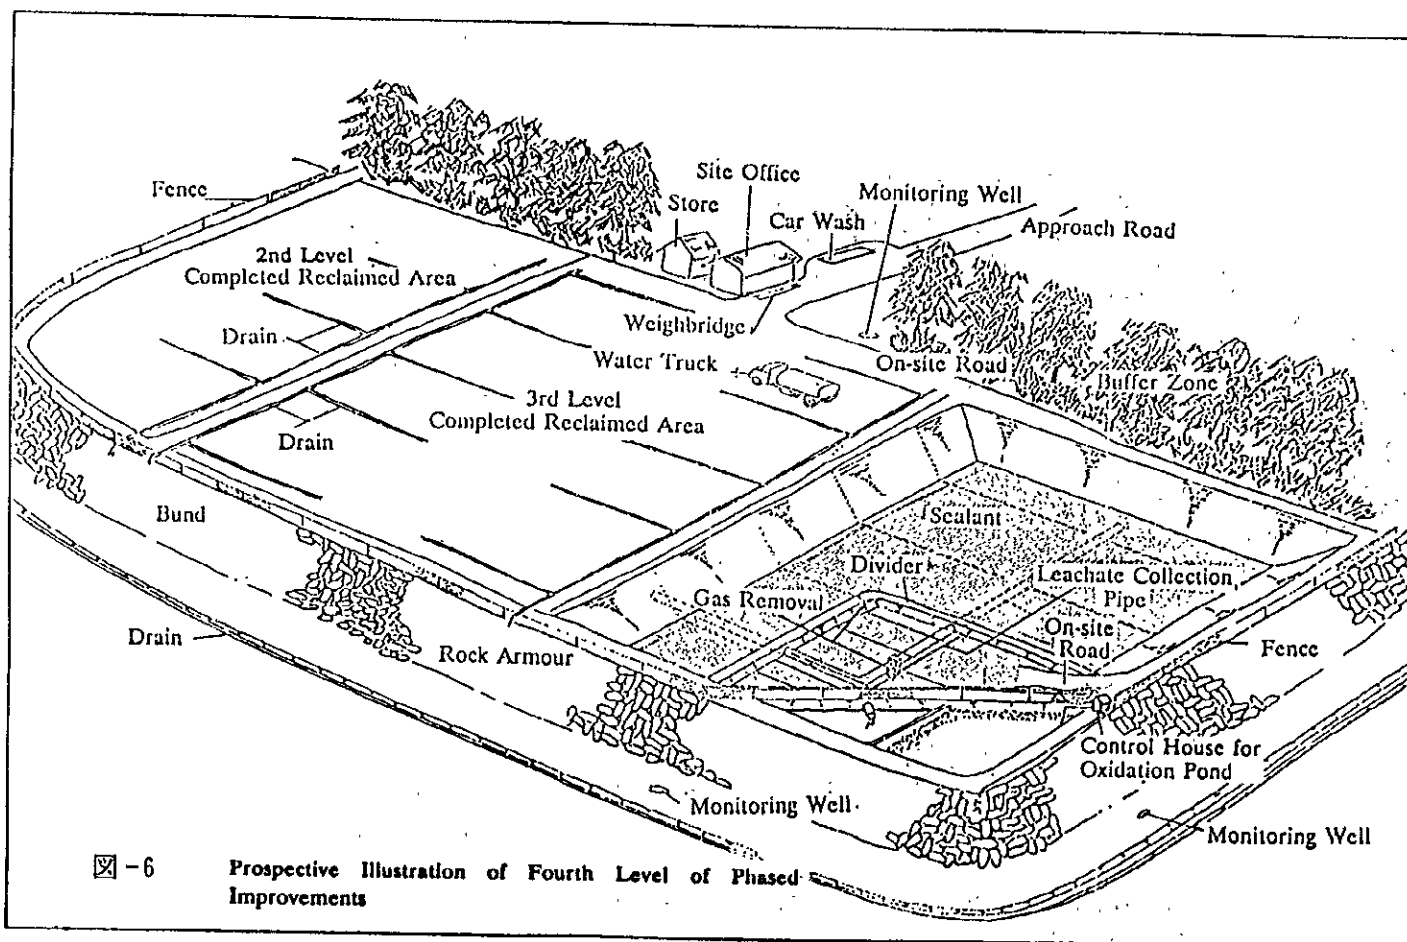 Site Office
Monitoring Well
Fence
Store
Car Wash
Approach Road
2nd Level
Completed Reclaimed Area
Weighbridge
Drain
Water Truck
On-site Road
Buffer Zone
3rd Level
Completed Reclaimed Area
Drain
Bund
Sealant
Divider
Leachate Collection
Pipe
Gas Removal
On-site
Road
Drain
Rock Armour
Fence
Control House for
Oxidation Pond
Monitoring Well
Monitoring Well
図-6 Prospective Illustration of Fourth Level of Phased
Improvements